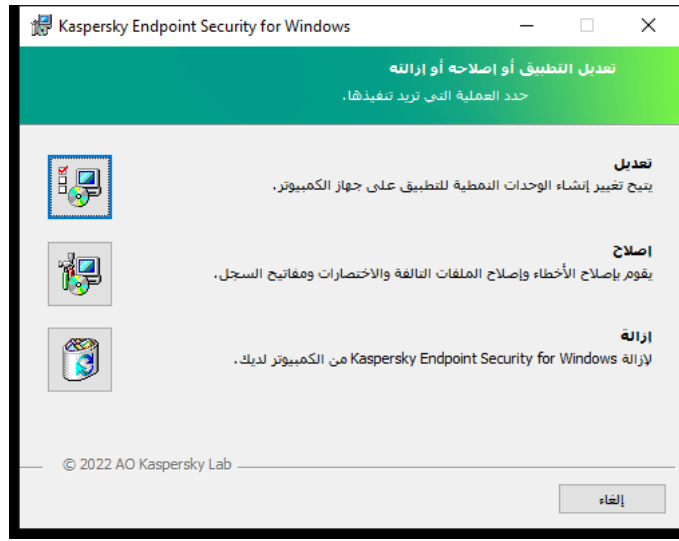 Kaspersky Endpoint Security for Windows
تعديل التطبيق أو إصلاحه أو إزالته
حدد العملية التي تريد تنفيذها.
تعديل
يتيح تغيير إنشاء الوحدات النمطية للتطبيق على جهاز الكمبيوتر.
إصلاح
يقوم بإصلاح الأخطاء وإصلاح الملفات التالفة والاختصارات ومفاتيح السجل.
إزالة
لإزالة Kaspersky Endpoint Security for Windows من الكمبيوتر لديك.
© 2022 AO Kaspersky Lab
إلغاء